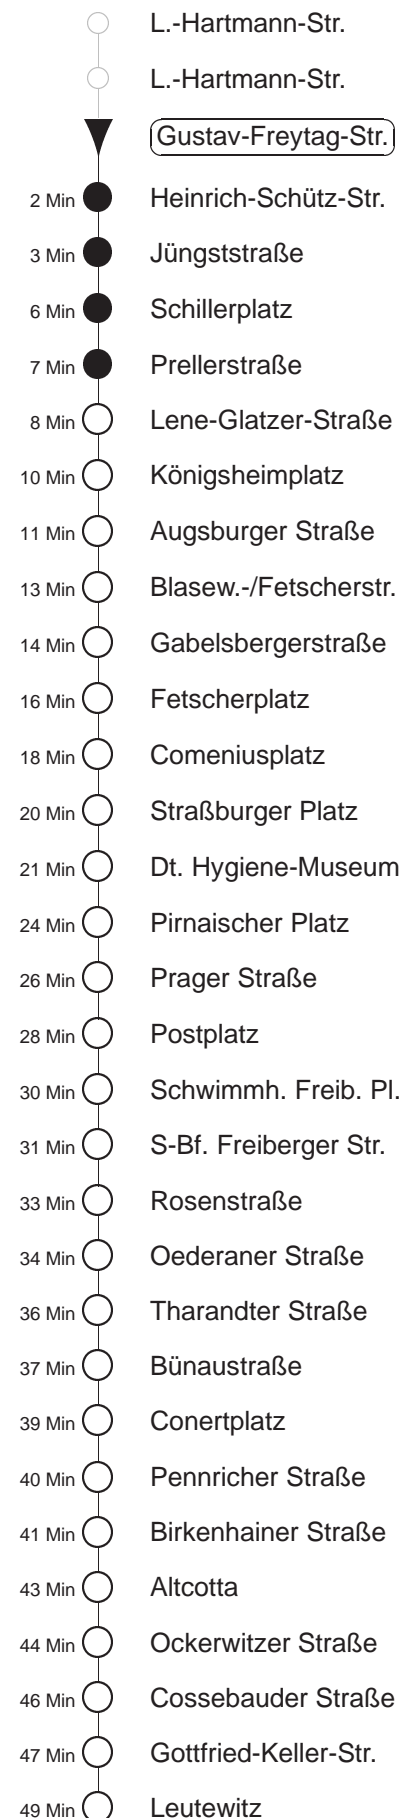 L.-Hartmann-Str.
L.-Hartmann-Str.
Gustav-Freytag-Str.
2 Min Heinrich-Schütz-Str.
3 Min Jüngststraße
6 Min Schillerplatz
7 Min Prellerstraße
8 Min Lene-Glatzer-Straße
10 Min Königsheimplatz
11 Min Augsburger Straße
13 Min Blasew.-/Fetscherstr.
14 Min Gabelsbergerstraße
16 Min Fetscherplatz
18 Min Comeniusplatz
20 Min Straßburger Platz
21 Min Dt. Hygiene-Museum
24 Min Pirnaischer Platz
26 Min Prager Straße
28 Min Postplatz
30 Min Schwimmh. Freib. Pl.
31 Min S-Bf. Freiberger Str.
33 Min Rosenstraße
34 Min Oederaner Straße
36 Min Tharandter Straße
37 Min Bünaustraße
39 Min Conertplatz
40 Min Pennricher Straße
41 Min Birkenhainer Straße
43 Min Altcotta
44 Min Ockerwitzer Straße
46 Min Cossebauder Straße
47 Min Gottfried-Keller-Str.
49 Min Leutewitz